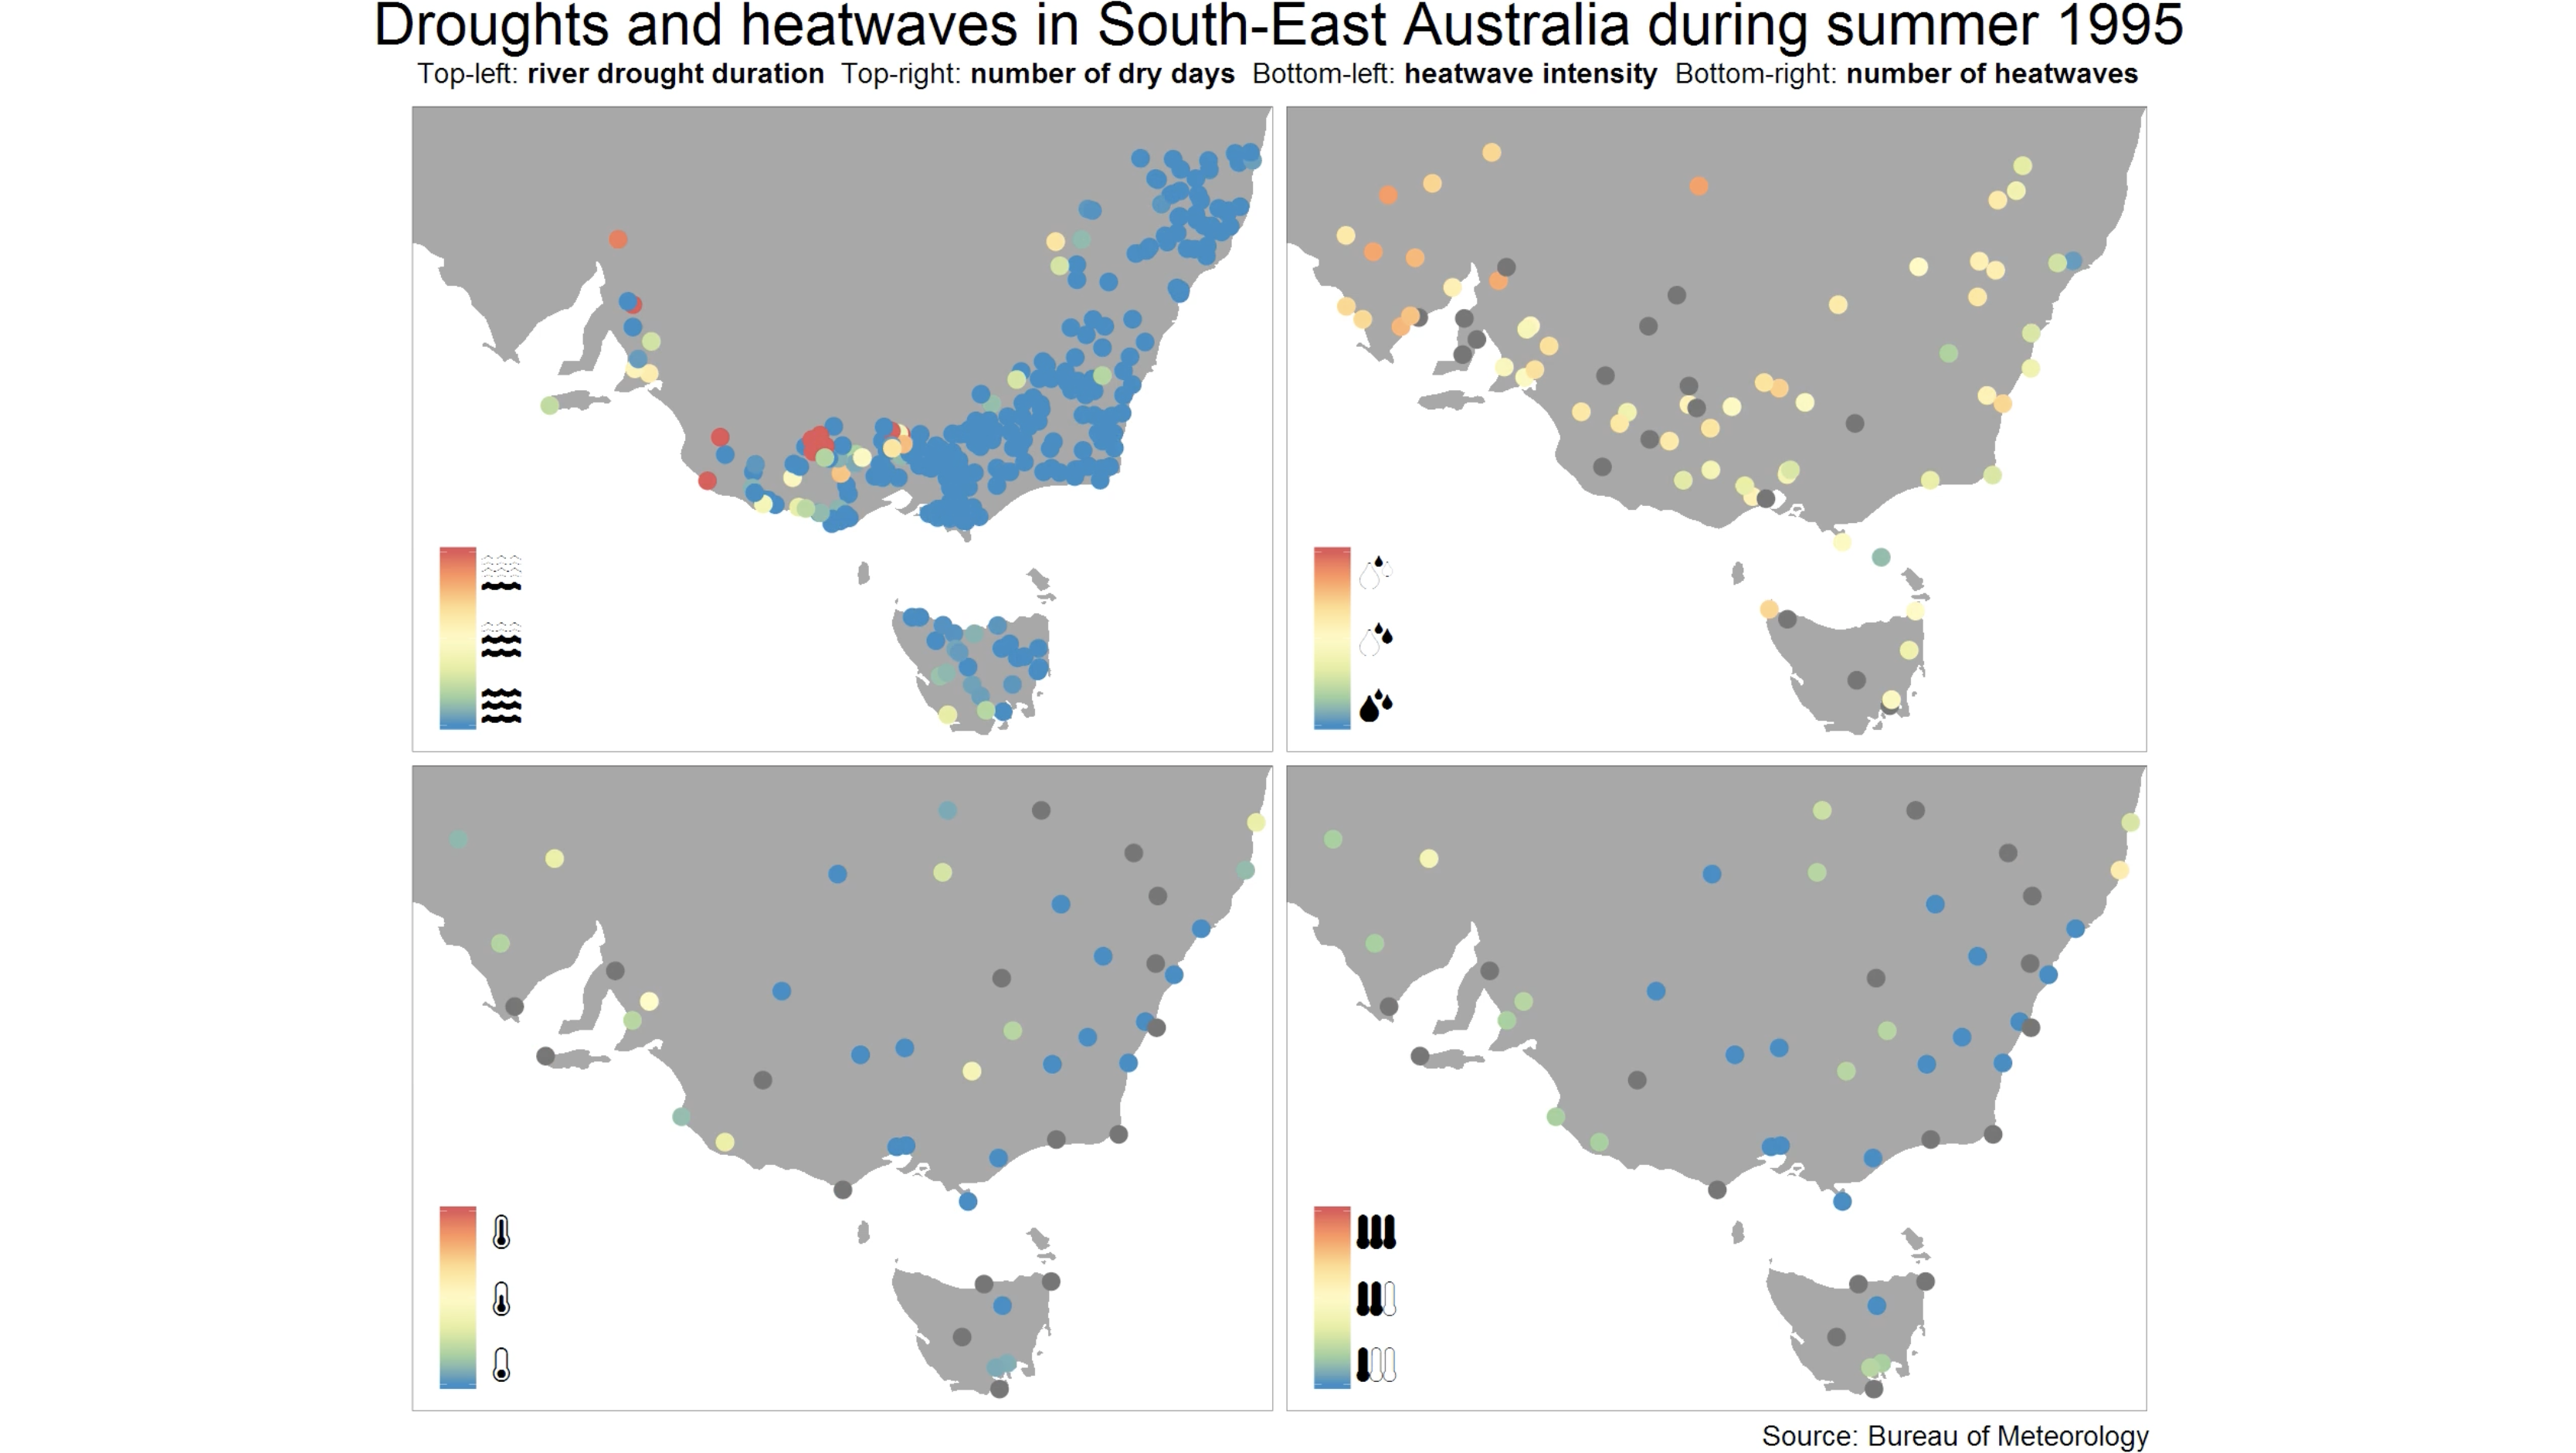 Droughts and heatwaves in South-East Australia during summer 1995
Top-left: river drought duration Top-right: number of dry days Bottom-left: heatwave intensity Bottom-right: number of heatwaves
Source: Bureau of Meteorology